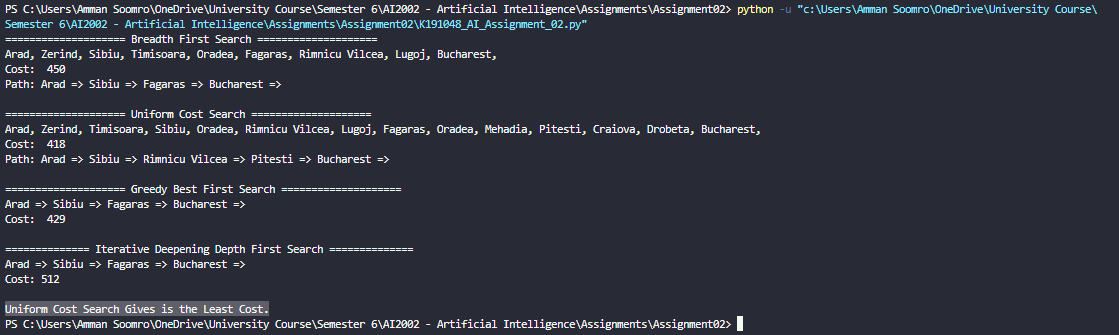 PS C:\Users\Amman Soomro\OneDrive\University Course\Semester 6\AI2002 - Artificial Intelligence\Assignments\Assignment02> python -u "c:\Users\Amman Soomro\OneDrive\University Course\
Semester 6\AI2002 - Artificial Intelligence\Assignments\Assignment02\K191048_AI_Assignment_02.py"
==================== Breadth First Search ====================
Arad, Zerind, Sibiu, Timisoara, Oradea, Fagaras, Rimnicu Vilcea, Lugoj, Bucharest,
Cost:  450
Path: Arad => Sibiu => Fagaras => Bucharest =>
==================== Uniform Cost Search ====================
Arad, Zerind, Timisoara, Sibiu, Oradea, Rimnicu Vilcea, Lugoj, Fagaras, Oradea, Mehadia, Pitesti, Craiova, Drobeta, Bucharest,
Cost:  418
Path: Arad => Sibiu => Rimnicu Vilcea => Pitesti => Bucharest =>
==================== Greedy Best First Search ====================
Arad => Sibiu => Fagaras => Bucharest =>
Cost:  429
============== Iterative Deepening Depth First Search ==============
Arad => Sibiu => Fagaras => Bucharest =>
Cost: 512
Uniform Cost Search Gives is the Least Cost.
PS C:\Users\Amman Soomro\OneDrive\University Course\Semester 6\AI2002 - Artificial Intelligence\Assignments\Assignment02>